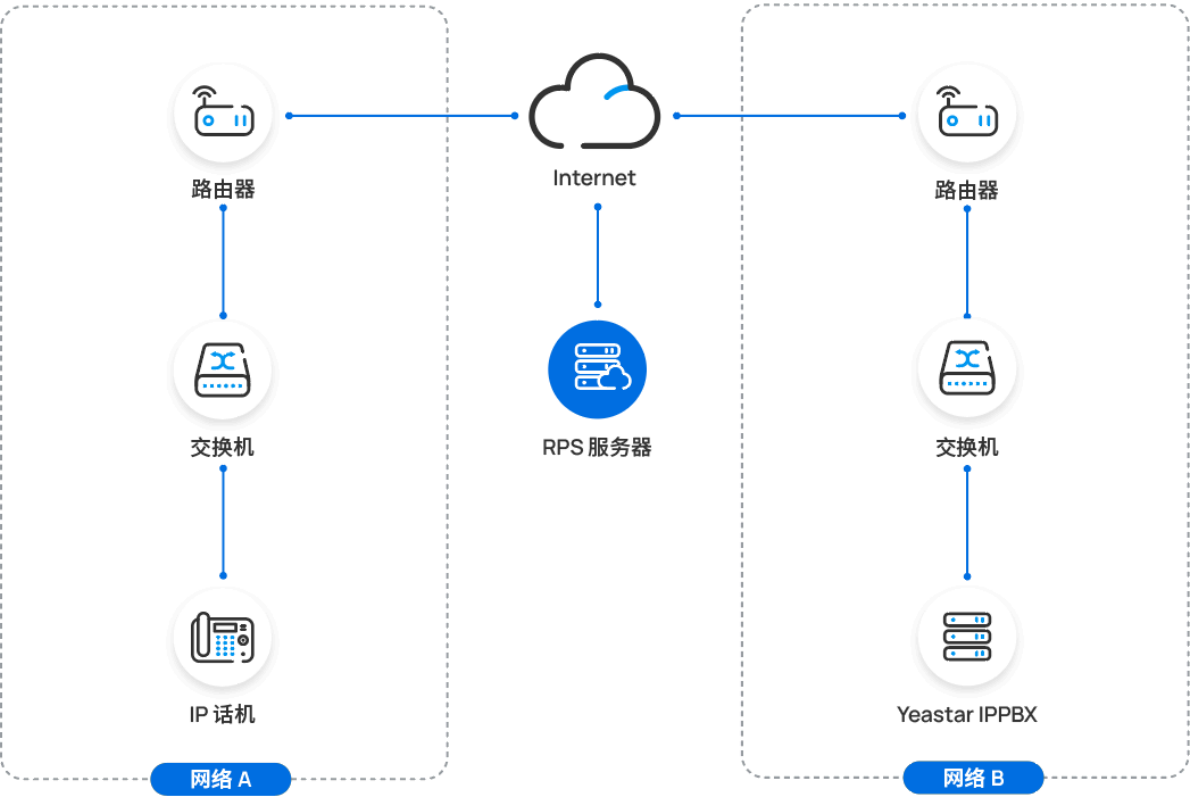 路由器
Internet
路由器
交换机
RPS 服务器
交换机
IP 话机
Yeastar IPPBX
网络 A
网络 B